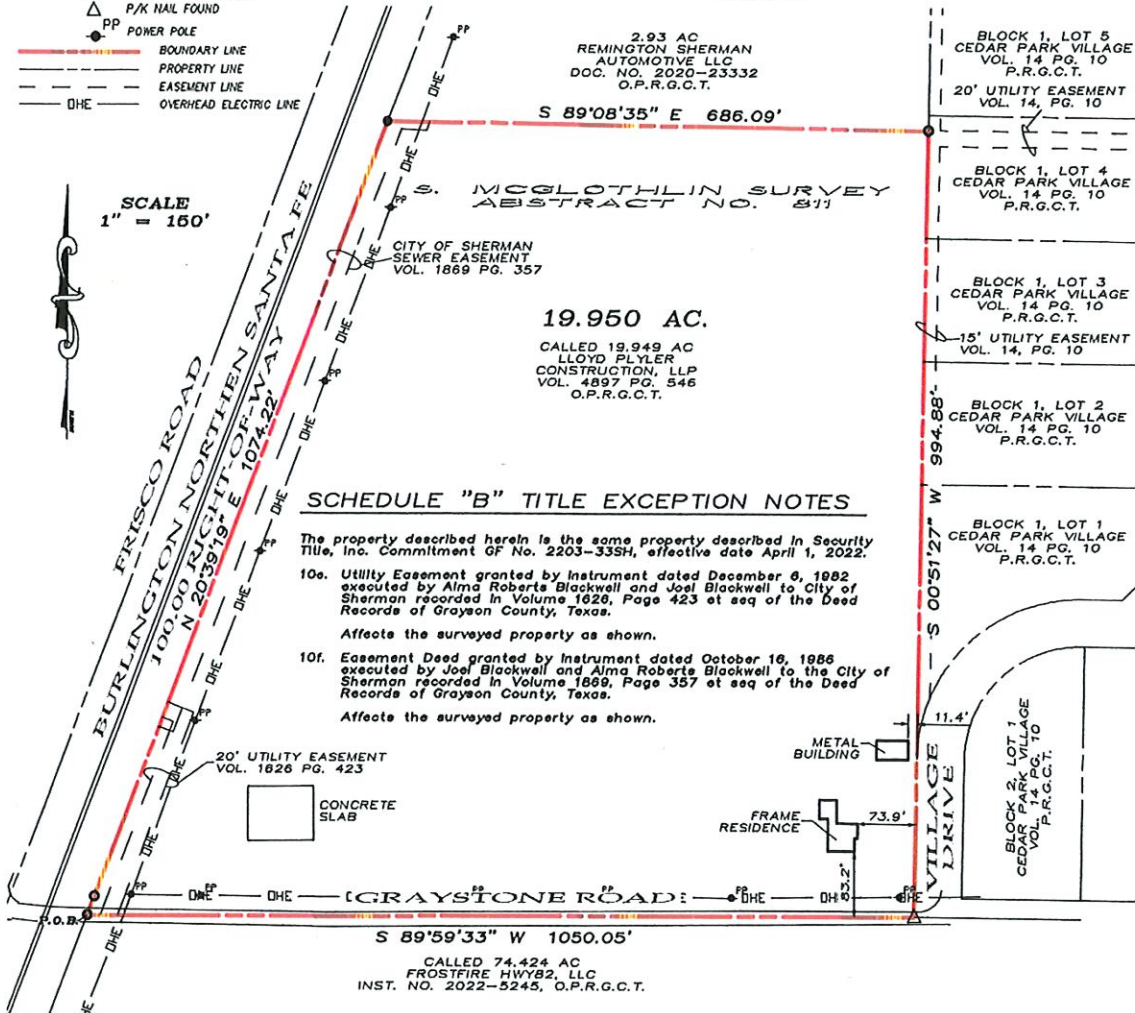 P/K NAIL FOUND
PP
POWER POLE
BOUNDARY LINE
PROPERTY LINE
EASEMENT LINE
OHE
OVERHEAD ELECTRIC LINE
SCALE
1" = 150'
2.93 AC
REMINGTON SHERMAN
AUTOMOTIVE LLC
DOC. NO. 2020-23332
O.P.R.G.C.T.
S 89°08'35" E 686.09'
BLOCK 1, LOT 5
CEDAR PARK VILLAGE
VOL. 14 PG. 10
P.R.G.C.T.
20' UTILITY EASEMENT
VOL. 14, PG. 10
BLOCK 1, LOT 4
CEDAR PARK VILLAGE
VOL. 14 PG. 10
P.R.G.C.T.
S. MCGLOTHLIN SURVEY
ABSTRACT NO. 811
CITY OF SHERMAN
SEWER EASEMENT
VOL. 1869 PG. 357
BLOCK 1, LOT 3
CEDAR PARK VILLAGE
VOL. 14 PG. 10
P.R.G.C.T.
15' UTILITY EASEMENT
VOL. 14, PG. 10
19.950 AC.
CALLED 19.949 AC
LLOYD PLYLER
CONSTRUCTION, LLP
VOL. 4897 PG. 546
O.P.R.G.C.T.
BLOCK 1, LOT 2
CEDAR PARK VILLAGE
VOL. 14 PG. 10
P.R.G.C.T.
FRISCO ROAD
BURLINGTON NORTHEN SANTA FE
100.00 RIGHT-OF-WAY
N 20°39'19" E 1074.22'
S 00°51'27" W 994.88'
BLOCK 1, LOT 1
CEDAR PARK VILLAGE
VOL. 14 PG. 10
P.R.G.C.T.
SCHEDULE "B" TITLE EXCEPTION NOTES
The property described herein is the same property described in Security
Title, Inc. Commitment GF No. 2203-33SH, effective date April 1, 2022.
10e. Utility Easement granted by Instrument dated December 6, 1982
executed by Alma Roberts Blackwell and Joel Blackwell to City of
Sherman recorded in Volume 1626, Page 423 et seq of the Deed
Records of Grayson County, Texas.
Affects the surveyed property as shown.
10f. Easement Deed granted by Instrument dated October 16, 1986
executed by Joel Blackwell and Alma Roberts Blackwell to the City of
Sherman recorded in Volume 1869, Page 357 et seq of the Deed
Records of Grayson County, Texas.
Affects the surveyed property as shown.
20' UTILITY EASEMENT
VOL. 1626 PG. 423
CONCRETE
SLAB
METAL
BUILDING
11.4'
FRAME
RESIDENCE
73.9'
83.2'
VILLAGE
DRIVE
BLOCK 2, LOT 1
CEDAR PARK VILLAGE
VOL. 14 PG. 10
P.R.G.C.T.
PP
OHE
GRAYSTONE ROAD
P.O.B.
S 89°59'33" W 1050.05'
CALLED 74.424 AC
FROSTFIRE HWY82, LLC
INST. NO. 2022-5245, O.P.R.G.C.T.